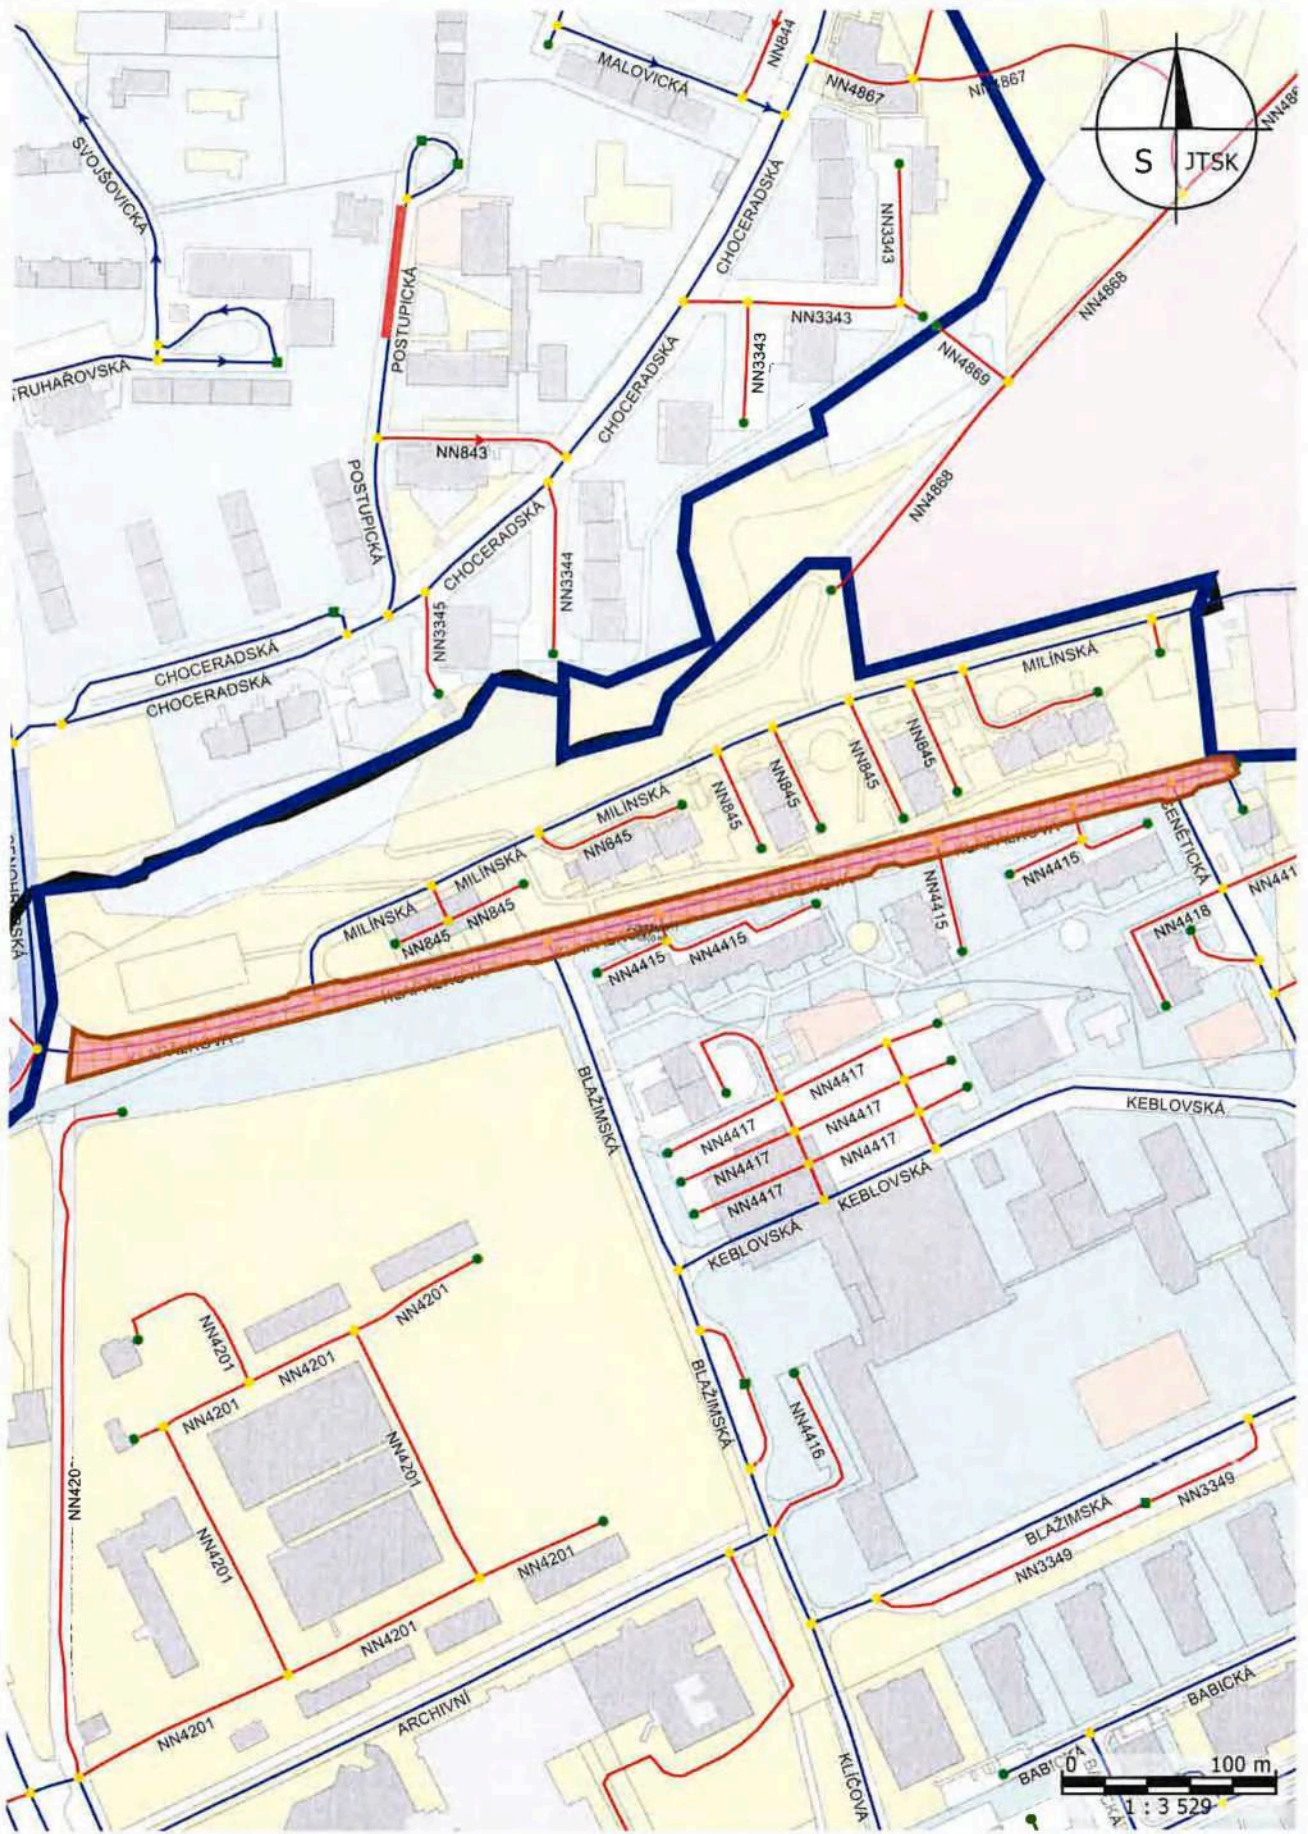 NN844
MALOVICKÁ
NN4867
NN4867
SVOJŠOVICKÁ
S JTSK
CHOCERADSKÁ
NN3343
POSTUPICKÁ
NN3343
NN4868
NN3343
NN4869
TRUHAŘOVSKÁ
CHOCERADSKÁ
NN843
POSTUPICKÁ
NN4868
CHOCERADSKÁ
NN3344
NN3345
CHOCERADSKÁ
CHOCERADSKÁ
MILÍNSKÁ
NN845
NN845
NN845
NN845
MILÍNSKÁ
NN845
MILÍNSKÁ
NN4415
NN4415
NN845
MILÍNSKÁ
NN845
NN4418
NN4415
NN4415
BLAŽIMSKÁ
NN4417
NN4417
NN4417
NN4417
NN4417
NN4417
KEBLOVSKÁ
KEBLOVSKÁ
KEBLOVSKÁ
NN4201
NN4201
NN4201
NN4201
BLAŽIMSKÁ
NN4416
NN4201
NN3349
BLAŽIMSKÁ
NN3349
NN4201
NN4201
NN4201
NN4201
ARCHIVNÍ
BABICKÁ
KLÍČOVA
BABICKÁ
0 100 m
1 : 3 529